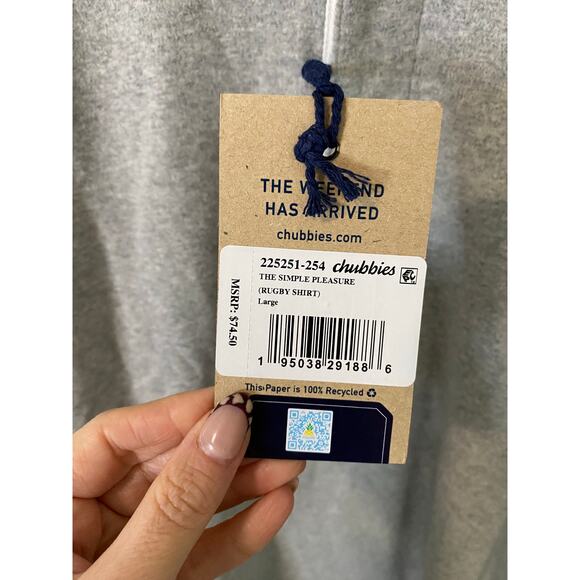 THE WEEKEND
HAS ARRIVED
chubbies.com
225251-254 chubbies
THE SIMPLE PLEASURE
(RUGBY SHIRT)
Large
MSRP: $74.50
1 95038 29188 6
This Paper is 100% Recycled